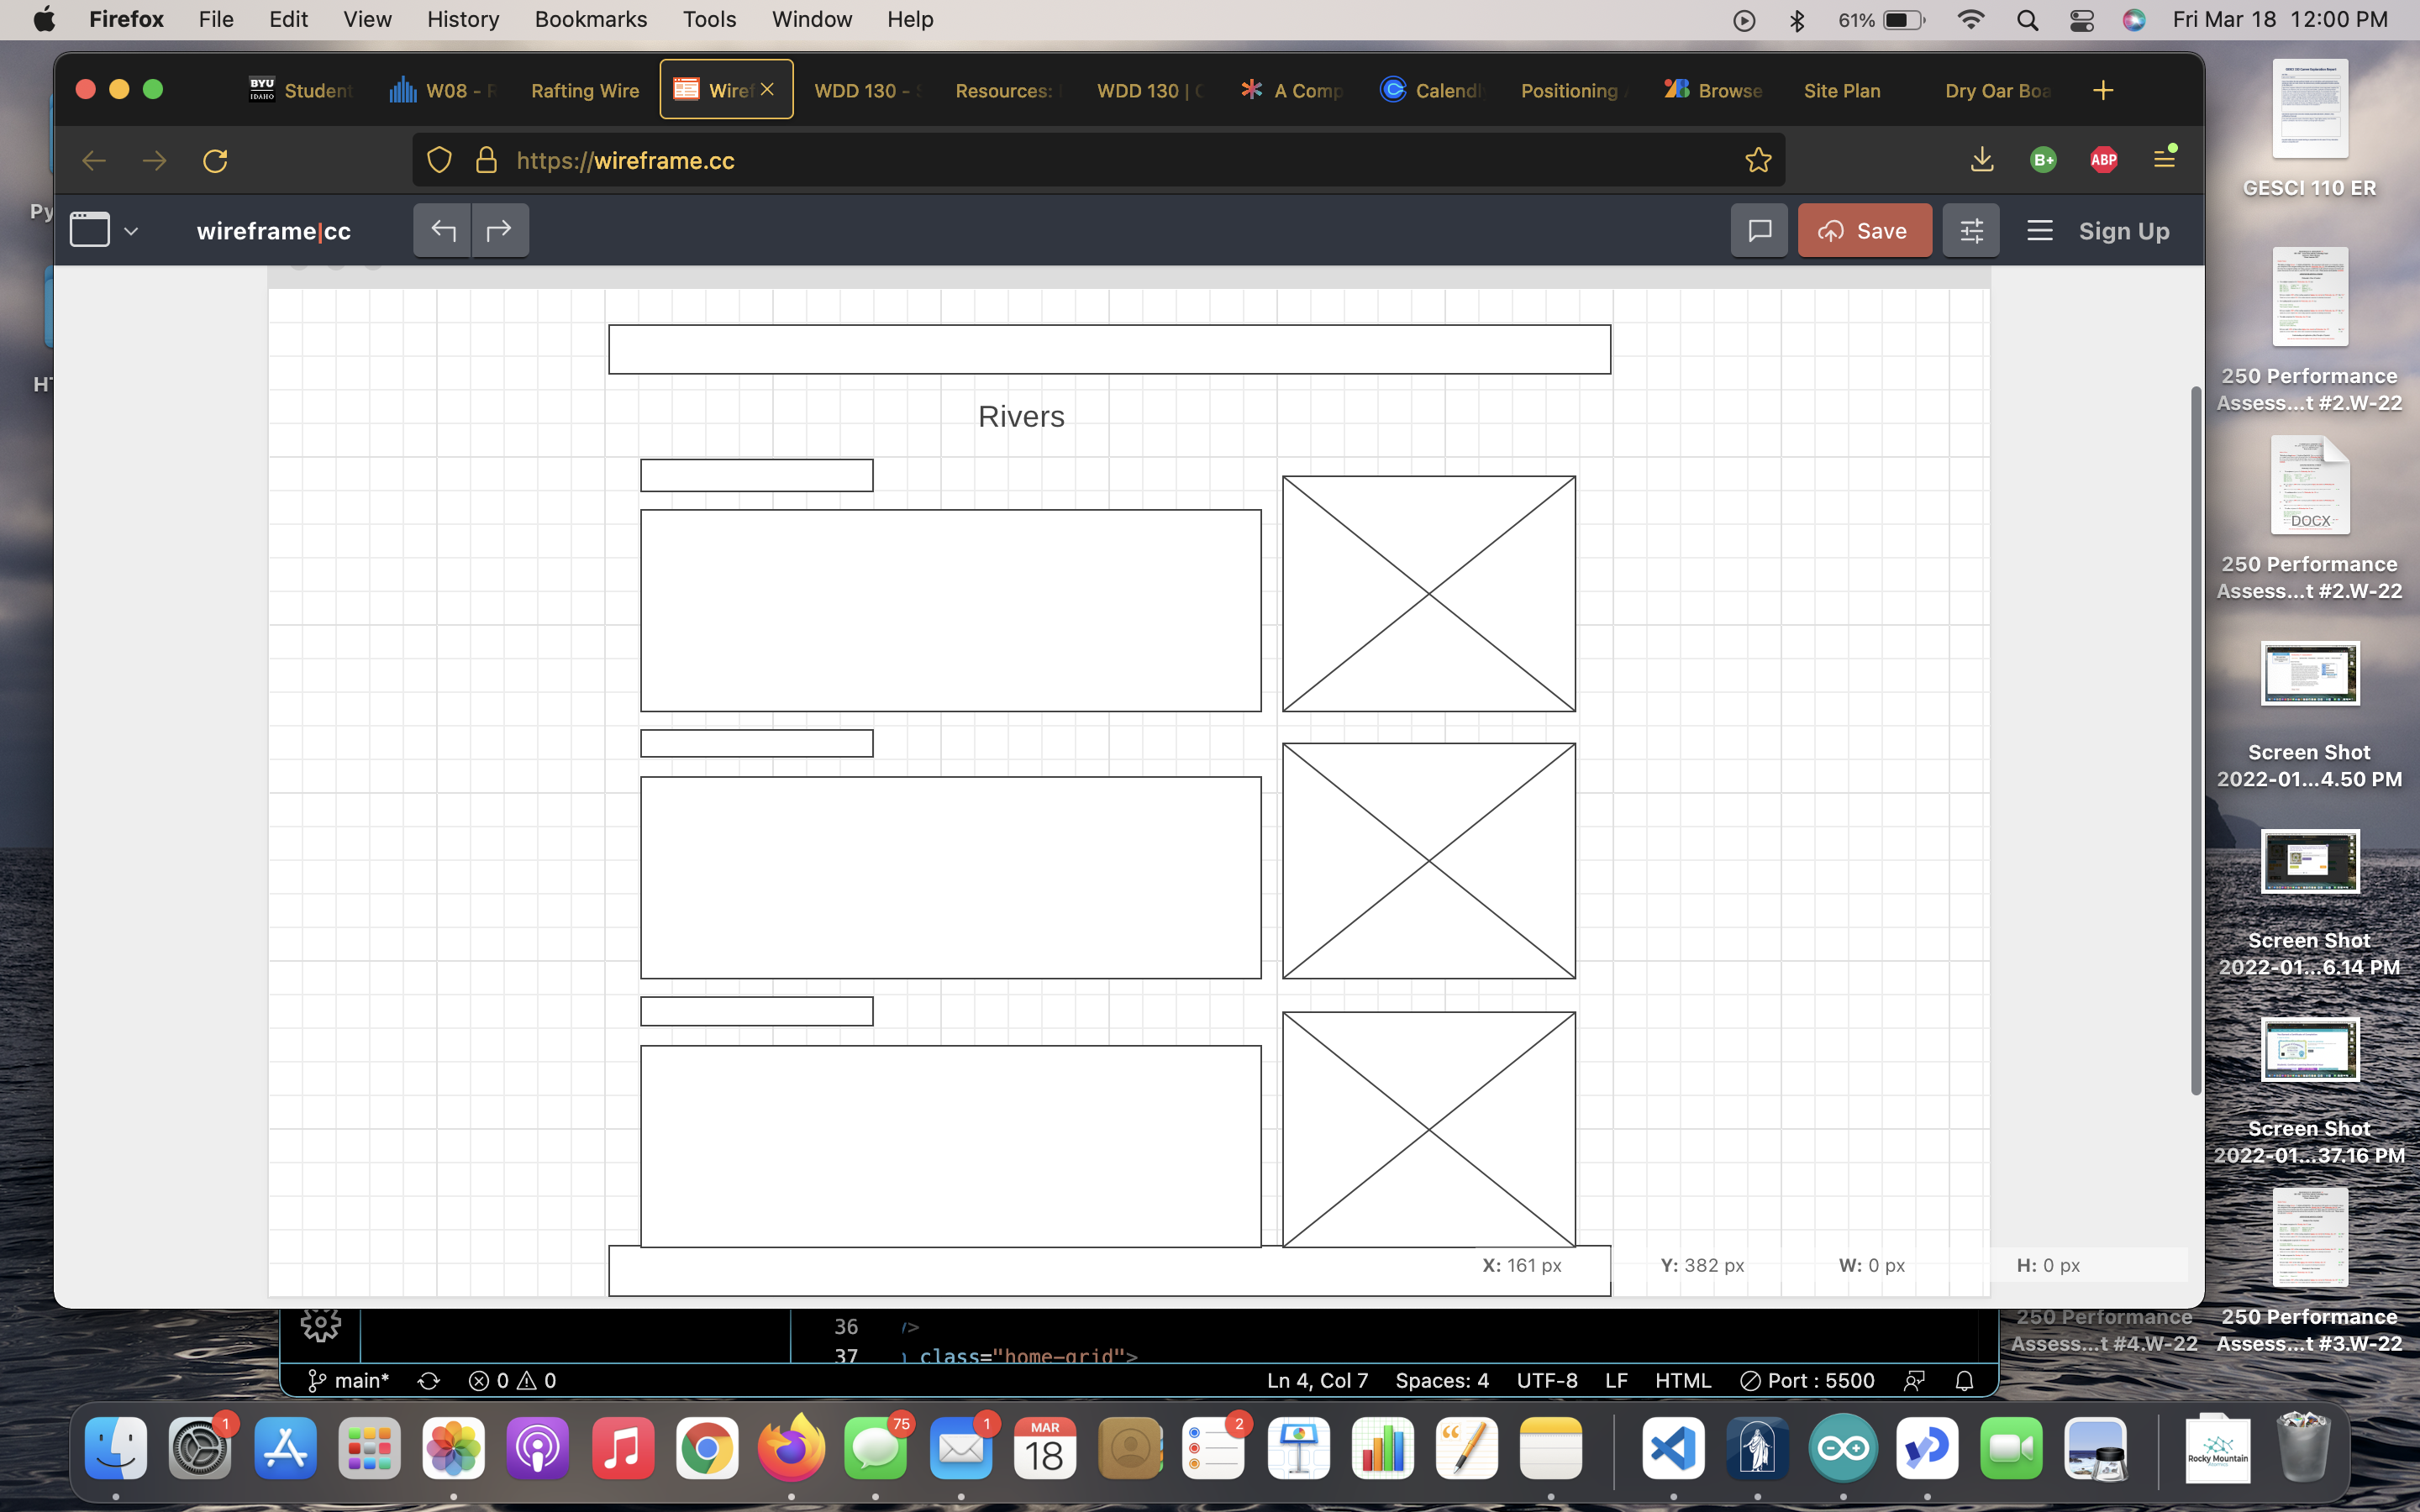 Firefox File Edit View History Bookmarks Tools Window Help 61% Fri Mar 18 12:00 PM
BYU IDAHO Student W08 - R Rafting Wire Wiref WDD 130 - S Resources: WDD 130 | C A Comp Calendl Positioning Browse Site Plan Dry Oar Boa
https://wireframe.cc B+ ABP
wireframe|cc Save Sign Up
Rivers
X: 161 px Y: 382 px W: 0 px H: 0 px
Py
HT
GESCI 110 ER
250 Performance
Assess...t #2.W-22
DOCX
250 Performance
Assess...t #2.W-22
Screen Shot
2022-01...4.50 PM
Screen Shot
2022-01...6.14 PM
Screen Shot
2022-01...37.16 PM
250 Performance
Assess...t #4.W-22
250 Performance
Assess...t #3.W-22
36 />
37 class="home-grid">
main* 0 0 Ln 4, Col 7 Spaces: 4 UTF-8 LF HTML Port : 5500
1 75 1 MAR 18 2 Rocky Mountain